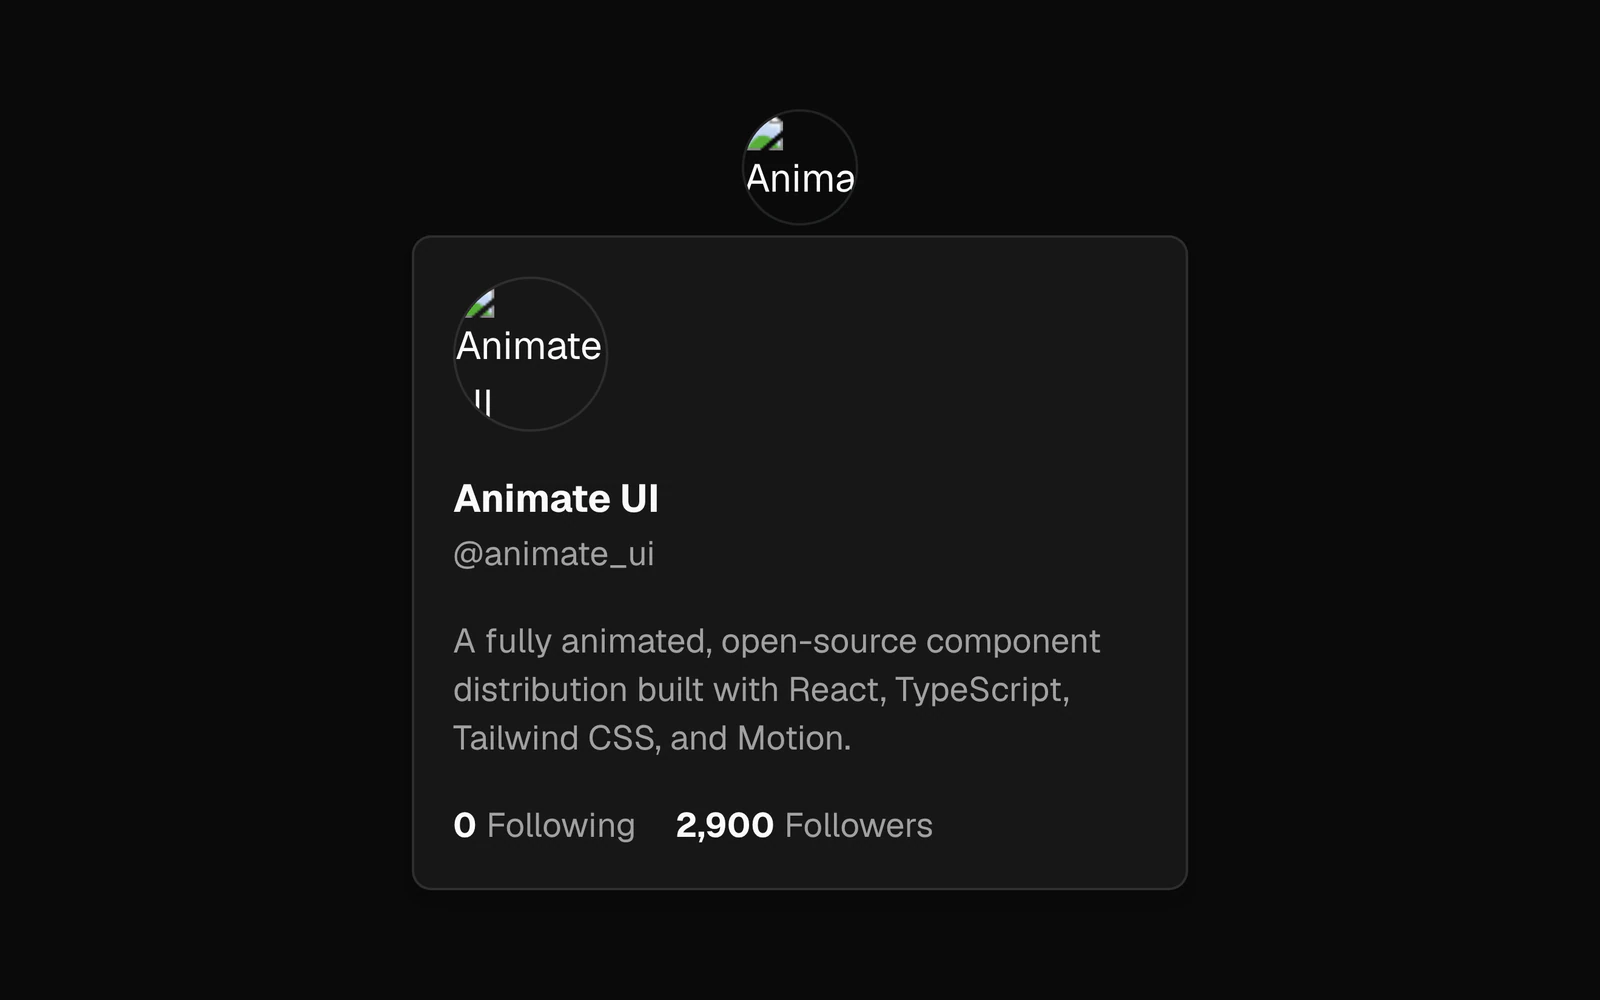 Anima
Animate
Animate UI
@animate_ui
A fully animated, open-source component
distribution built with React, TypeScript,
Tailwind CSS, and Motion.
0 Following 2,900 Followers